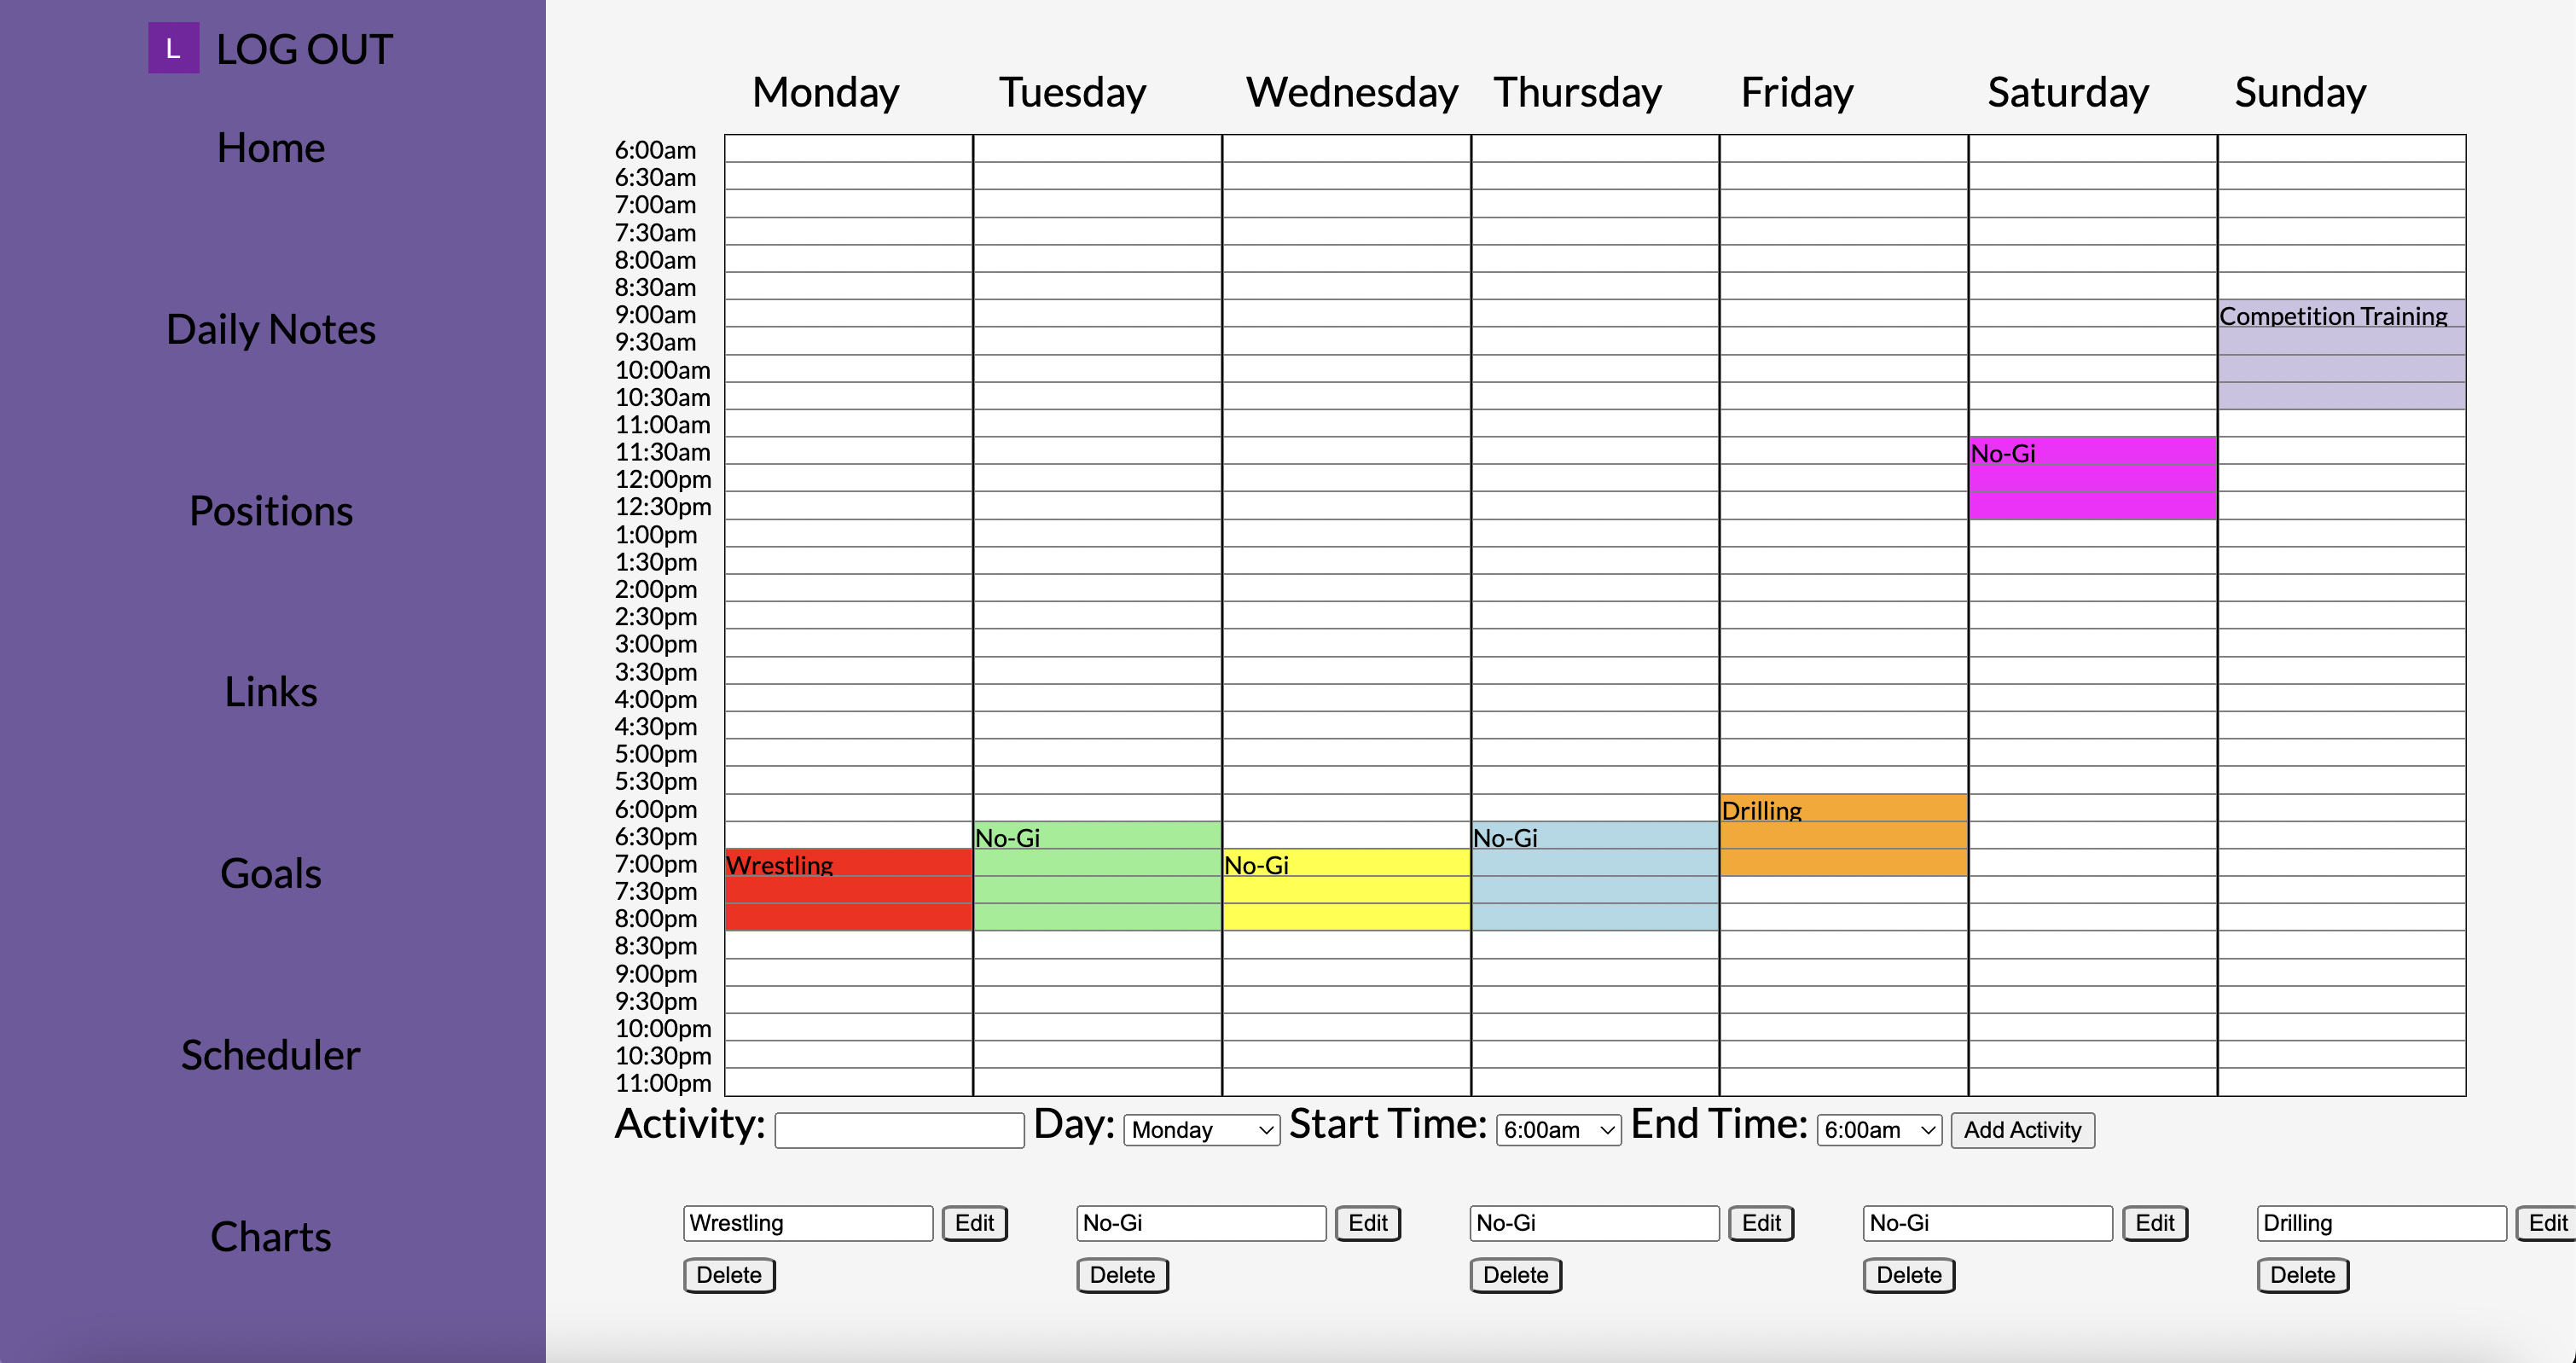 L LOG OUT
Home
Daily Notes
Positions
Links
Goals
Scheduler
Charts
Monday Tuesday Wednesday Thursday Friday Saturday Sunday
6:00am
6:30am
7:00am
7:30am
8:00am
8:30am
9:00am Competition Training
9:30am
10:00am
10:30am
11:00am
11:30am No-Gi
12:00pm
12:30pm
1:00pm
1:30pm
2:00pm
2:30pm
3:00pm
3:30pm
4:00pm
4:30pm
5:00pm
5:30pm
6:00pm Drilling
6:30pm No-Gi No-Gi
7:00pm Wrestling No-Gi
7:30pm
8:00pm
8:30pm
9:00pm
9:30pm
10:00pm
10:30pm
11:00pm
Activity: Day: Monday Start Time: 6:00am End Time: 6:00am Add Activity
Wrestling Edit No-Gi Edit No-Gi Edit No-Gi Edit Drilling Edit
Delete Delete Delete Delete Delete